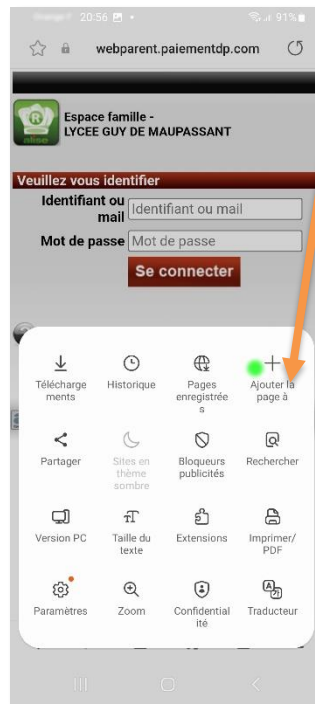 20:56
91%
webparent.paiementdp.com
Espace famille -
LYCEE GUY DE MAUPASSANT
alise
Veuillez vous identifier
Identifiant ou
mail
Identifiant ou mail
Mot de passe
Mot de passe
Se connecter
Télécharge
ments
Historique
Pages
enregistrée
s
Ajouter la
page à
Partager
Sites en
thème
sombre
Bloqueurs
publicités
Rechercher
Version PC
Taille du
texte
Extensions
Imprimer/
PDF
Paramètres
Zoom
Confidential
ité
Traducteur